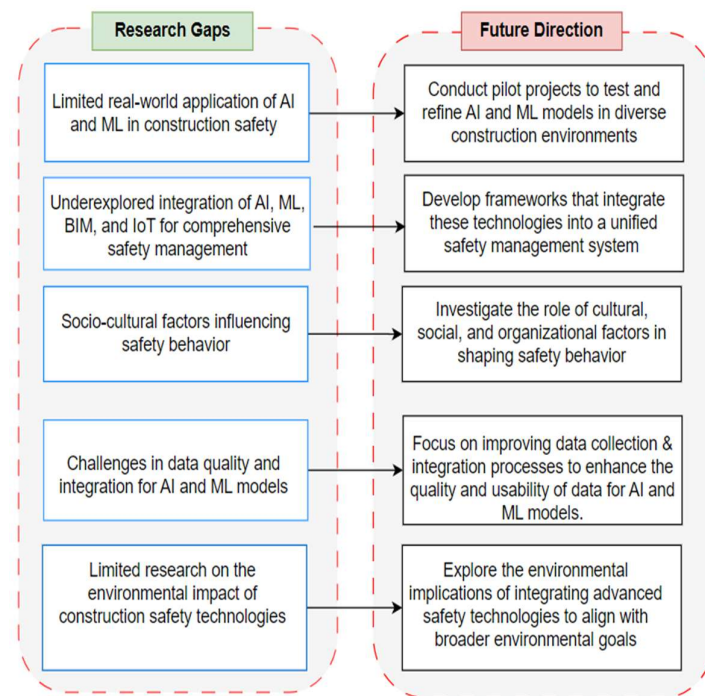 Research Gaps
Future Direction
Limited real-world application of AI
and ML in construction safety
Conduct pilot projects to test and
refine AI and ML models in diverse
construction environments
Underexplored integration of AI, ML,
BIM, and IoT for comprehensive
safety management
Develop frameworks that integrate
these technologies into a unified
safety management system
Socio-cultural factors influencing
safety behavior
Investigate the role of cultural,
social, and organizational factors in
shaping safety behavior
Challenges in data quality and
integration for AI and ML models
Focus on improving data collection &
integration processes to enhance the
quality and usability of data for AI and
ML models.
Limited research on the
environmental impact of
construction safety technologies
Explore the environmental
implications of integrating advanced
safety technologies to align with
broader environmental goals